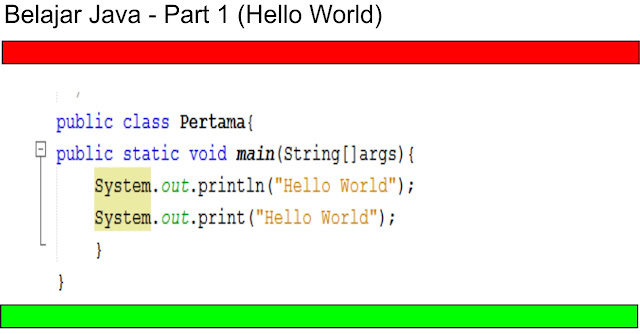 Belajar Java - Part 1 (Hello World)
public class Pertama{
public static void main(String[]args){
System.out.println("Hello World");
System.out.print("Hello World");
}
}